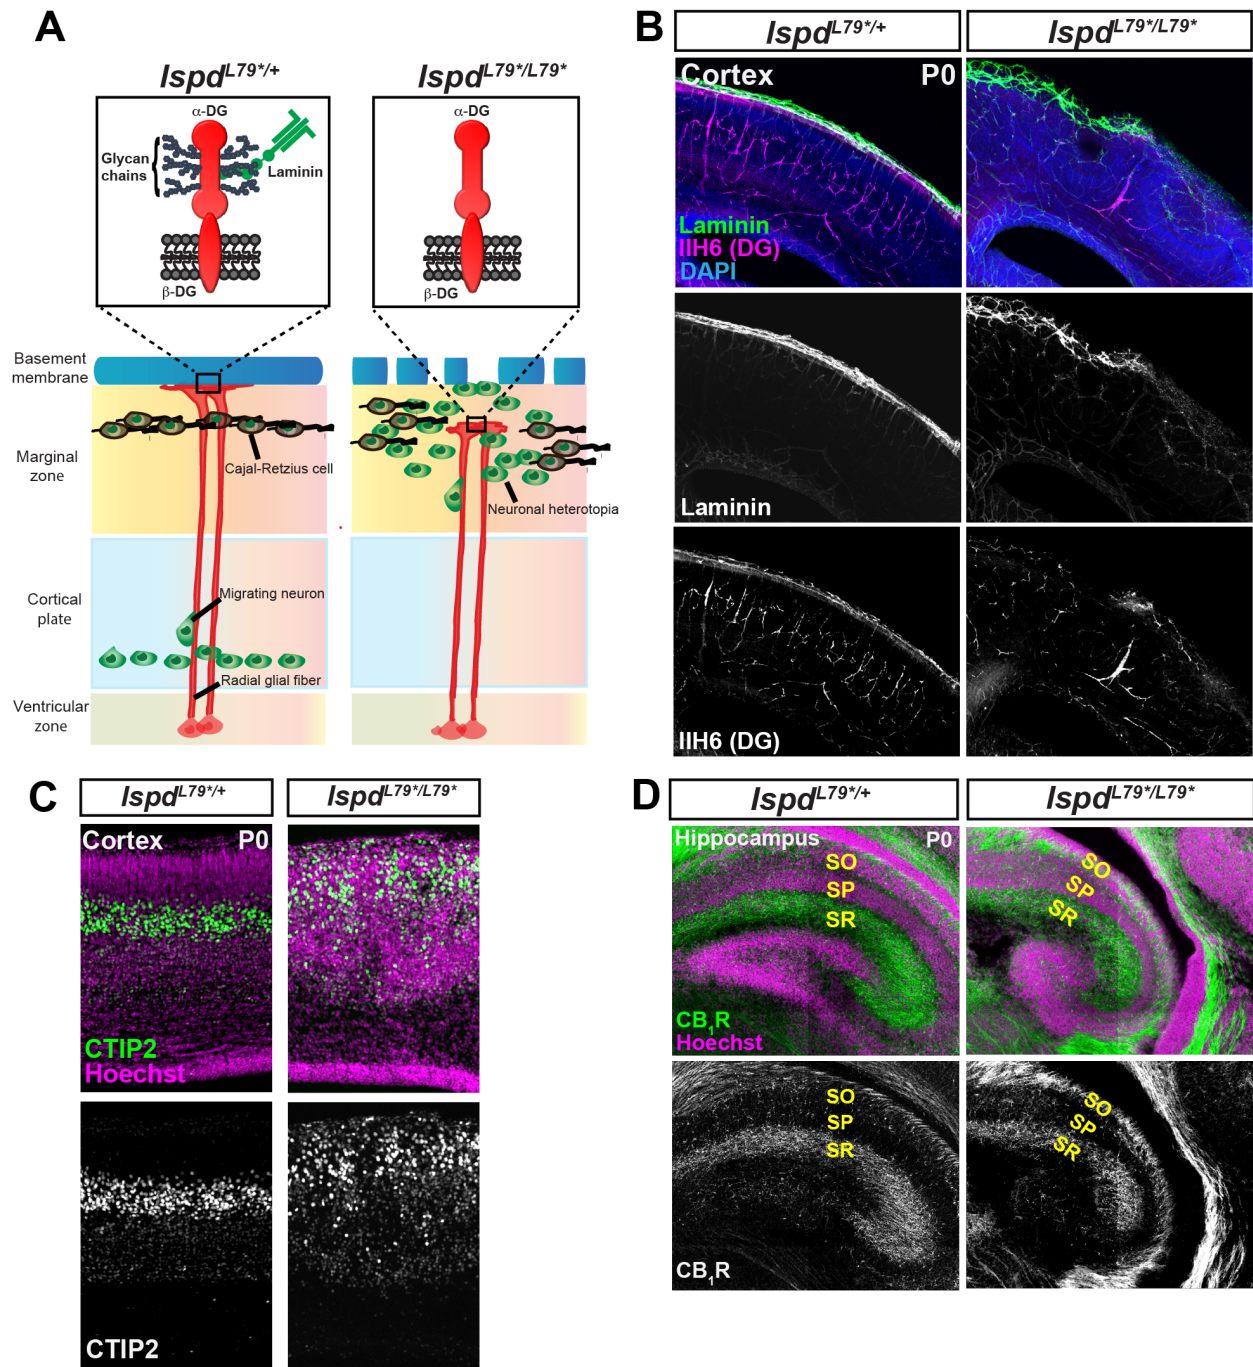 A
Ispd^L79*/+
Ispd^L79*/L79*
α-DG
Glycan
chains
Laminin
β-DG
α-DG
β-DG
Basement
membrane
Marginal
zone
Cajal-Retzius cell
Neuronal heterotopia
Cortical
plate
Migrating neuron
Radial glial fiber
Ventricular
zone
B
Ispd^L79*/+
Ispd^L79*/L79*
Cortex
P0
Laminin
IIH6 (DG)
DAPI
Laminin
IIH6 (DG)
C
Ispd^L79*/+
Ispd^L79*/L79*
Cortex
P0
CTIP2
Hoechst
CTIP2
D
Ispd^L79*/+
Ispd^L79*/L79*
Hippocampus
P0
SO
SP
SR
SO
SP
SR
CB₁R
Hoechst
SO
SP
SR
SO
SP
SR
CB₁R